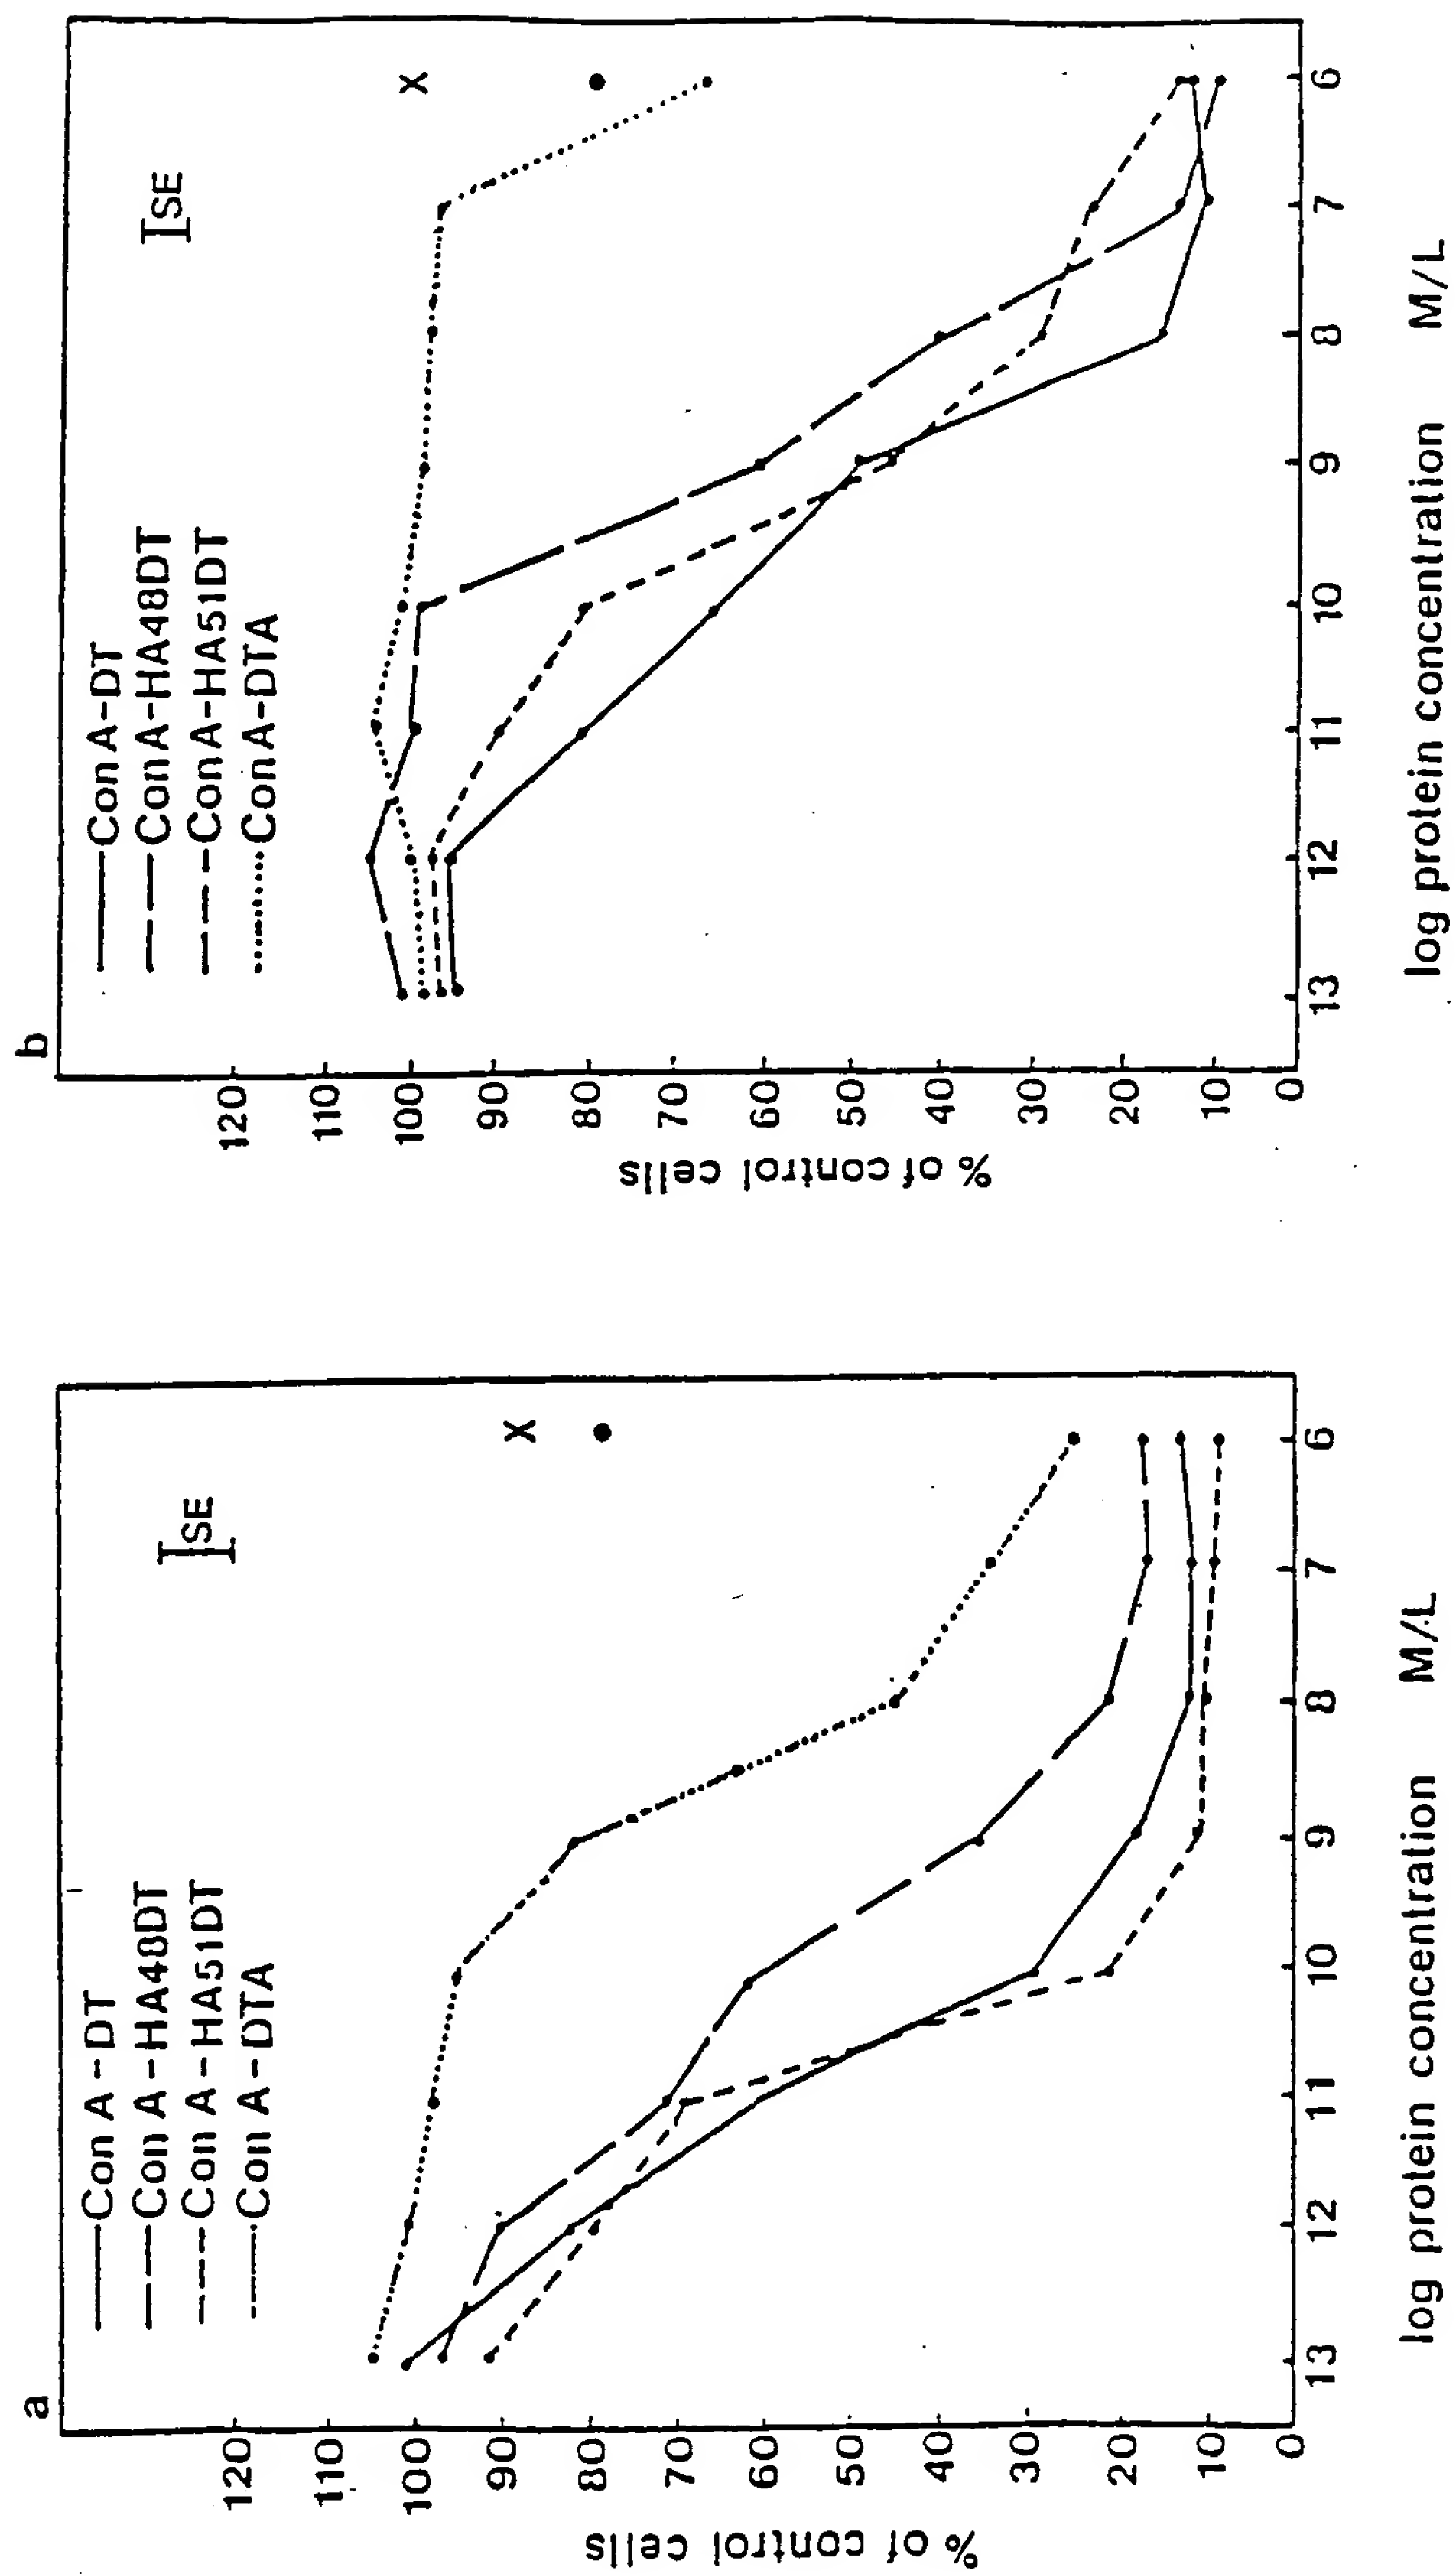 a
Con A-DT
Con A-HA48DT
Con A-HA51DT
Con A-DTA
SE
X
120
110
100
90
80
70
60
50
40
30
20
10
0
% of control cells
13 12 11 10 9 8 7 6
log protein concentration M/L
b
Con A-DT
Con A-HA48DT
Con A-HA51DT
Con A-DTA
SE
X
120
110
100
90
80
70
60
50
40
30
20
10
0
% of control cells
13 12 11 10 9 8 7 6
log protein concentration M/L